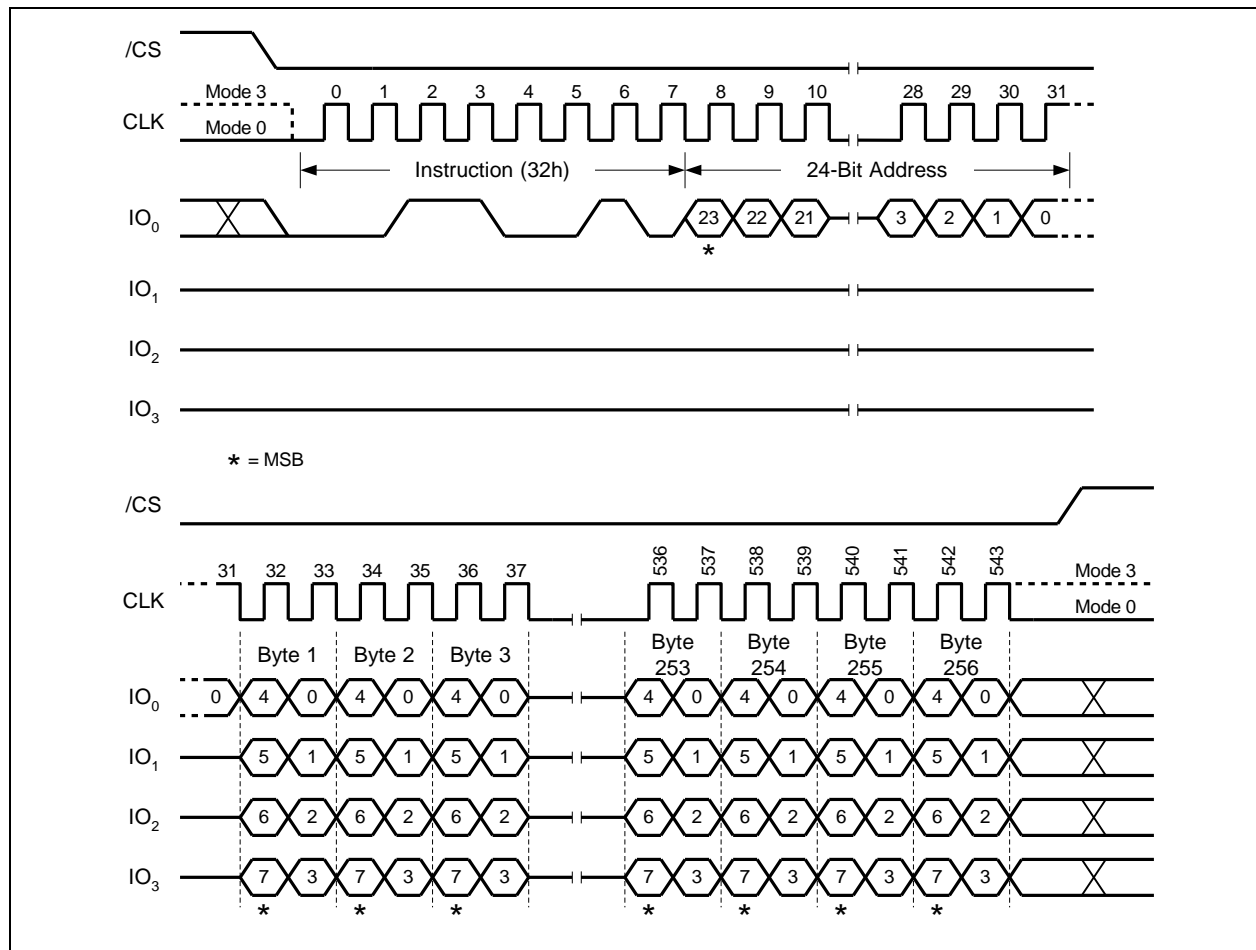 /CS
Mode 3 0 1 2 3 4 5 6 7 8 9 10 28 29 30 31
CLK
Mode 0
Instruction (32h) 24-Bit Address
IO0 23 22 21 3 2 1 0
*
IO1
IO2
IO3
* = MSB
/CS
31 32 33 34 35 36 37 536 537 538 539 540 541 542 543 Mode 3
CLK
Mode 0
Byte 1 Byte 2 Byte 3 Byte 253 Byte 254 Byte 255 Byte 256
IO0 0 4 0 4 0 4 0 4 0 4 0 4 0 4 0
IO1 5 1 5 1 5 1 5 1 5 1 5 1 5 1
IO2 6 2 6 2 6 2 6 2 6 2 6 2 6 2
IO3 7 3 7 3 7 3 7 3 7 3 7 3 7 3
* * * * * * *